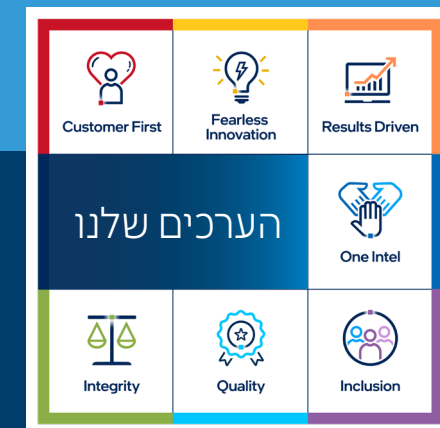 Customer First
Fearless
Innovation
Results Driven
הערכים שלנו
One Intel
Integrity
Quality
Inclusion